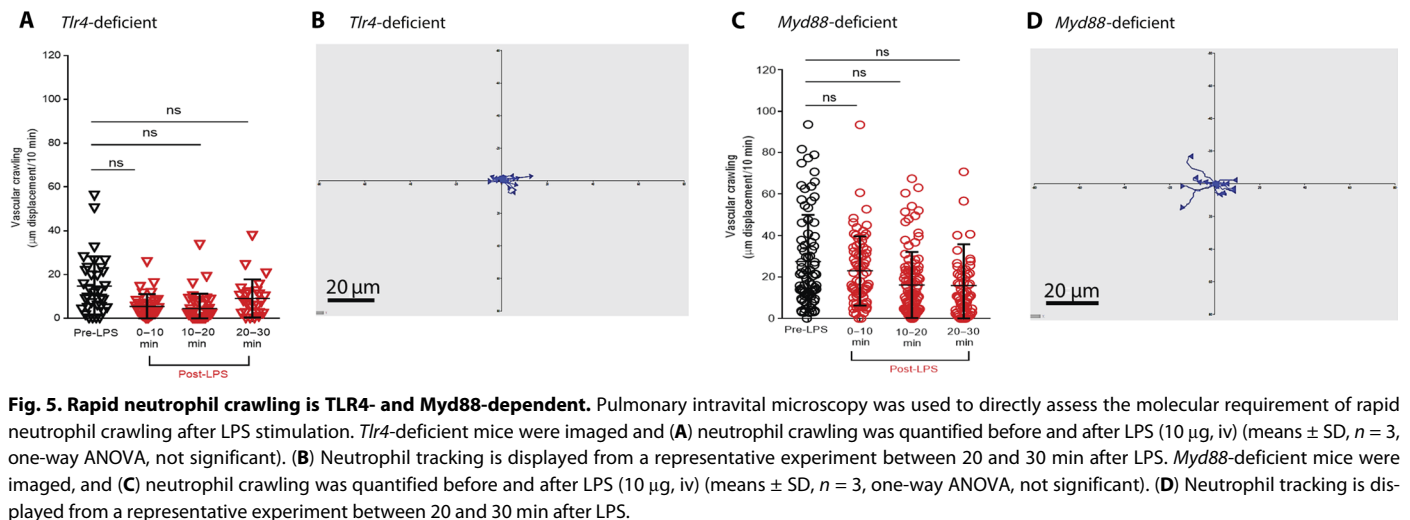 A Tlr4-deficient
B Tlr4-deficient
C Myd88-deficient
D Myd88-deficient
Vascular crawling
(µm displacement/10 min)
120
100
80
60
40
20
0
ns
ns
ns
Pre-LPS
0–10
min
10–20
min
20–30
min
Post-LPS
20 µm
Vascular crawling
(µm displacement/10 min)
120
100
80
60
40
20
0
ns
ns
ns
Pre-LPS
0–10
min
10–20
min
20–30
min
Post-LPS
20 µm
Fig. 5. Rapid neutrophil crawling is TLR4- and Myd88-dependent. Pulmonary intravital microscopy was used to directly assess the molecular requirement of rapid
neutrophil crawling after LPS stimulation. Tlr4-deficient mice were imaged and (A) neutrophil crawling was quantified before and after LPS (10 µg, iv) (means ± SD, n = 3,
one-way ANOVA, not significant). (B) Neutrophil tracking is displayed from a representative experiment between 20 and 30 min after LPS. Myd88-deficient mice were
imaged, and (C) neutrophil crawling was quantified before and after LPS (10 µg, iv) (means ± SD, n = 3, one-way ANOVA, not significant). (D) Neutrophil tracking is dis-
played from a representative experiment between 20 and 30 min after LPS.